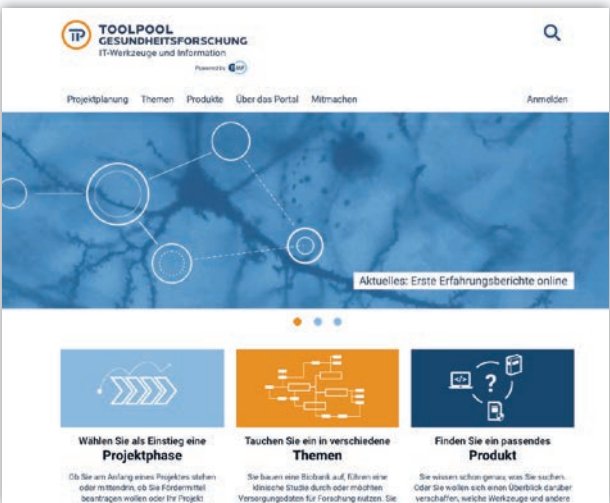 TP
TOOLPOOL
GESUNDHEITSFORSCHUNG
IT-Werkzeuge und Information
Powered by TMF
Projektplanung Themen Produkte Über das Portal Mitmachen Anmelden
Aktuelles: Erste Erfahrungsberichte online
Wählen Sie als Einstieg eine
Projektphase
Ob Sie am Anfang eines Projektes stehen
oder mittendrin, ob Sie Fördermittel
beantragen wollen oder Ihr Projekt
Tauchen Sie ein in verschiedene
Themen
Sie bauen eine Biobank auf, führen eine
klinische Studie durch oder möchten
Versorgungsdaten für Forschung nutzen. Sie
Finden Sie ein passendes
Produkt
Sie wissen schon genau, was Sie suchen.
Oder Sie wollen sich einen Überblick darüber
verschaffen, welche Werkzeuge und andere